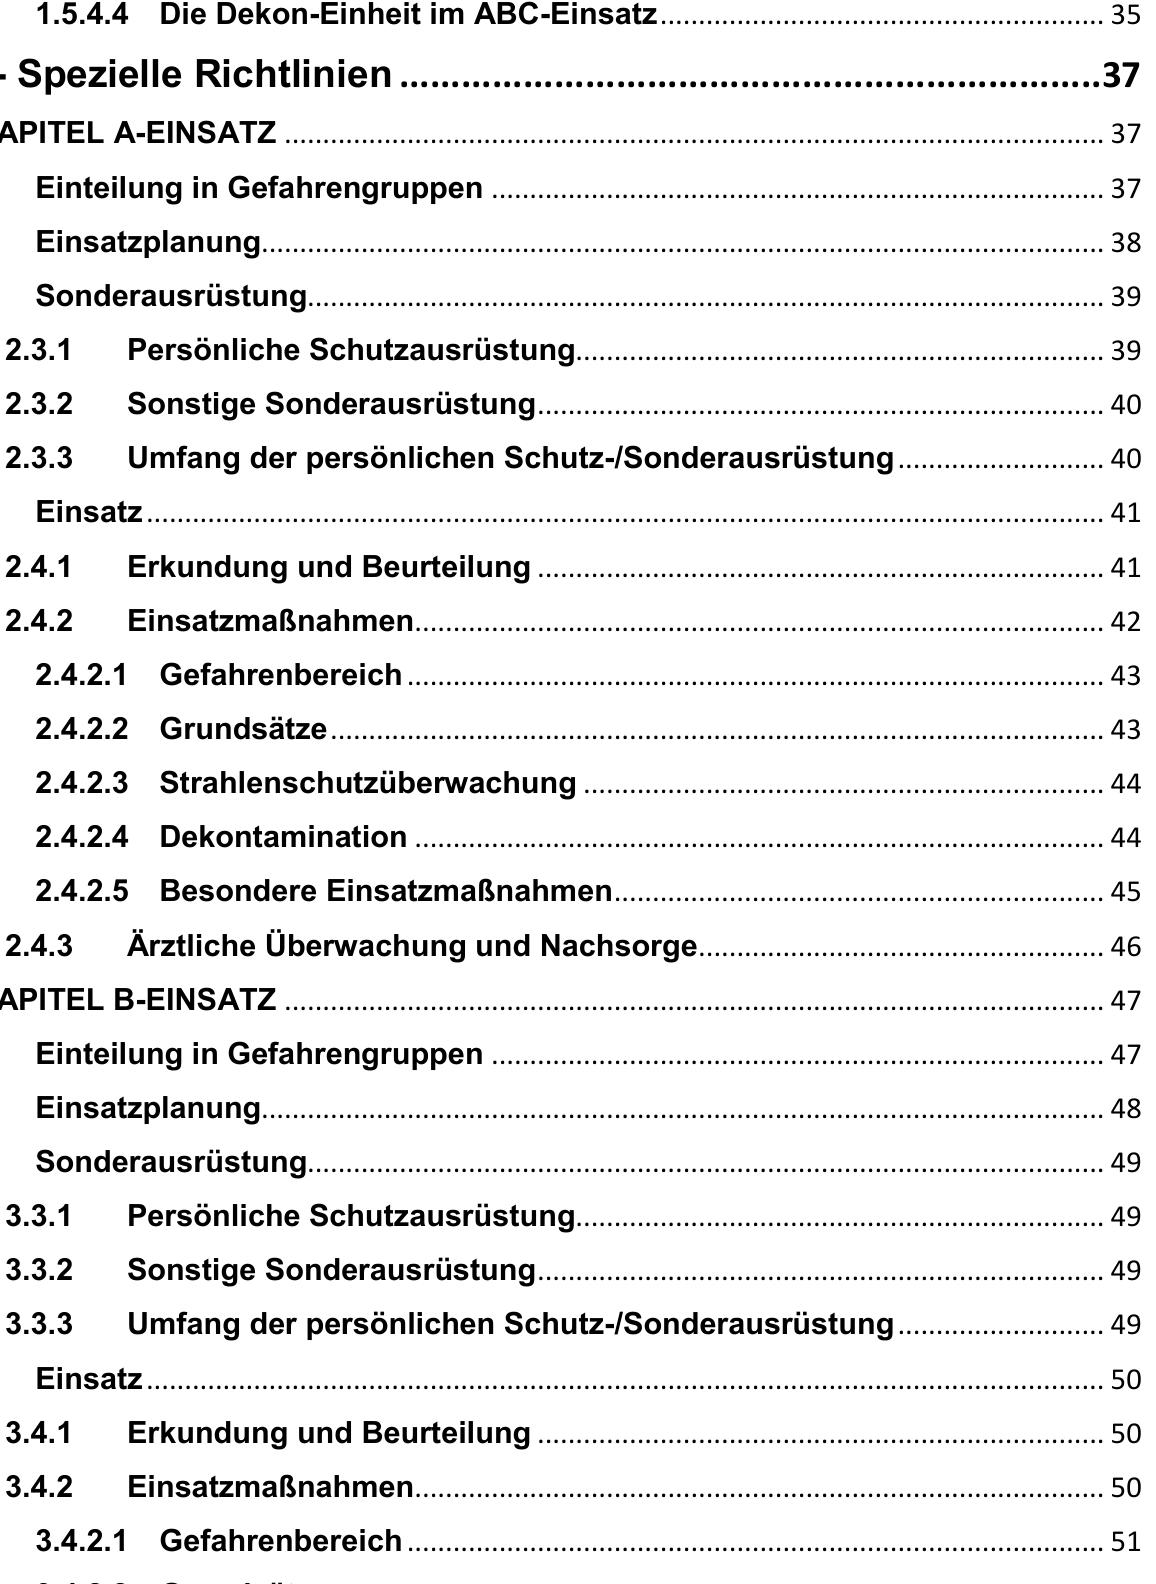 1.5.4.4 Die Dekon-Einheit im ABC-Einsatz 35
- Spezielle Richtlinien 37
APITEL A-EINSATZ 37
Einteilung in Gefahrengruppen 37
Einsatzplanung 38
Sonderausrüstung 39
2.3.1 Persönliche Schutzausrüstung 39
2.3.2 Sonstige Sonderausrüstung 40
2.3.3 Umfang der persönlichen Schutz-/Sonderausrüstung 40
Einsatz 41
2.4.1 Erkundung und Beurteilung 41
2.4.2 Einsatzmaßnahmen 42
2.4.2.1 Gefahrenbereich 43
2.4.2.2 Grundsätze 43
2.4.2.3 Strahlenschutzüberwachung 44
2.4.2.4 Dekontamination 44
2.4.2.5 Besondere Einsatzmaßnahmen 45
2.4.3 Ärztliche Überwachung und Nachsorge 46
APITEL B-EINSATZ 47
Einteilung in Gefahrengruppen 47
Einsatzplanung 48
Sonderausrüstung 49
3.3.1 Persönliche Schutzausrüstung 49
3.3.2 Sonstige Sonderausrüstung 49
3.3.3 Umfang der persönlichen Schutz-/Sonderausrüstung 49
Einsatz 50
3.4.1 Erkundung und Beurteilung 50
3.4.2 Einsatzmaßnahmen 50
3.4.2.1 Gefahrenbereich 51